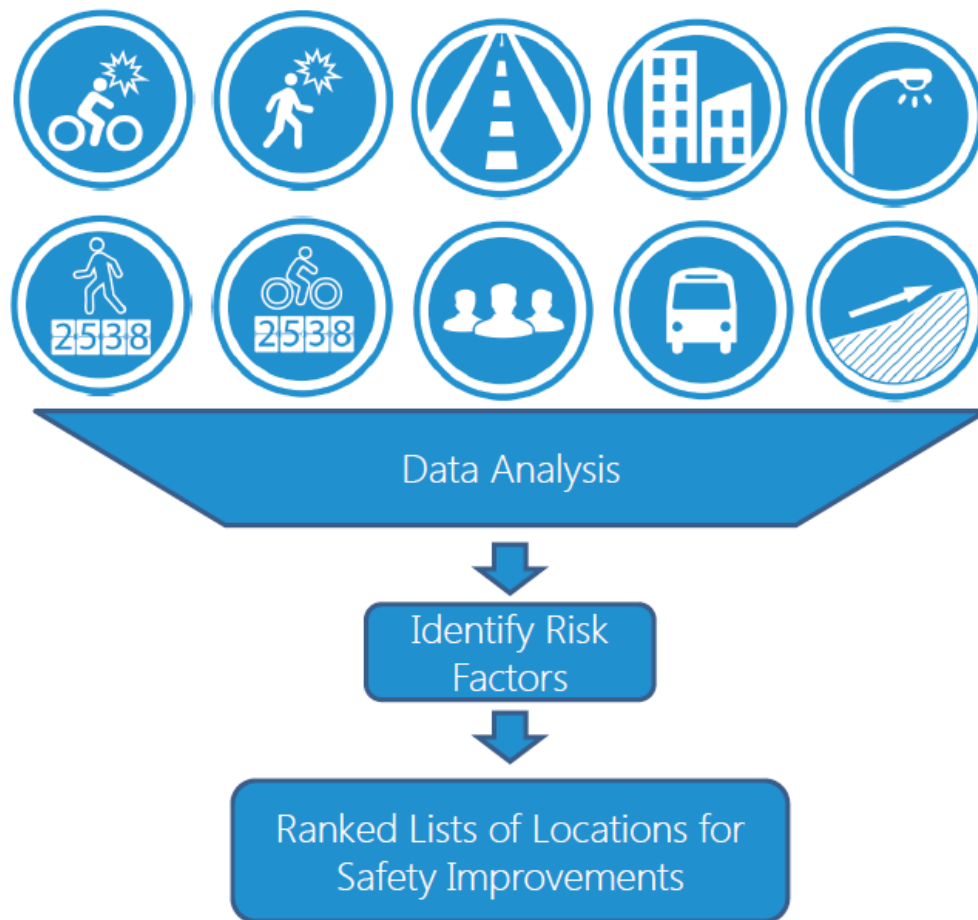 2538
2538
Data Analysis
Identify Risk
Factors
Ranked Lists of Locations for
Safety Improvements